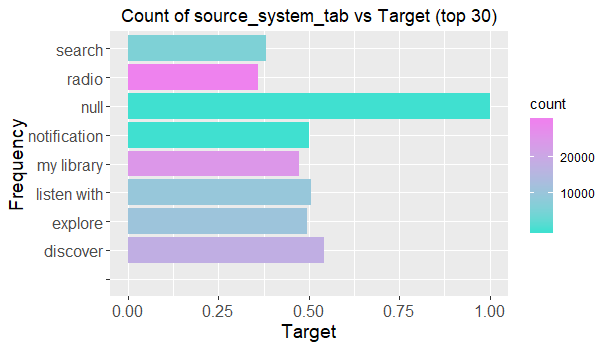 Count of source_system_tab vs Target (top 30)
search
radio
null
notification
my library
listen with
explore
discover
Frequency
0.00 0.25 0.50 0.75 1.00
Target
count
20000
10000